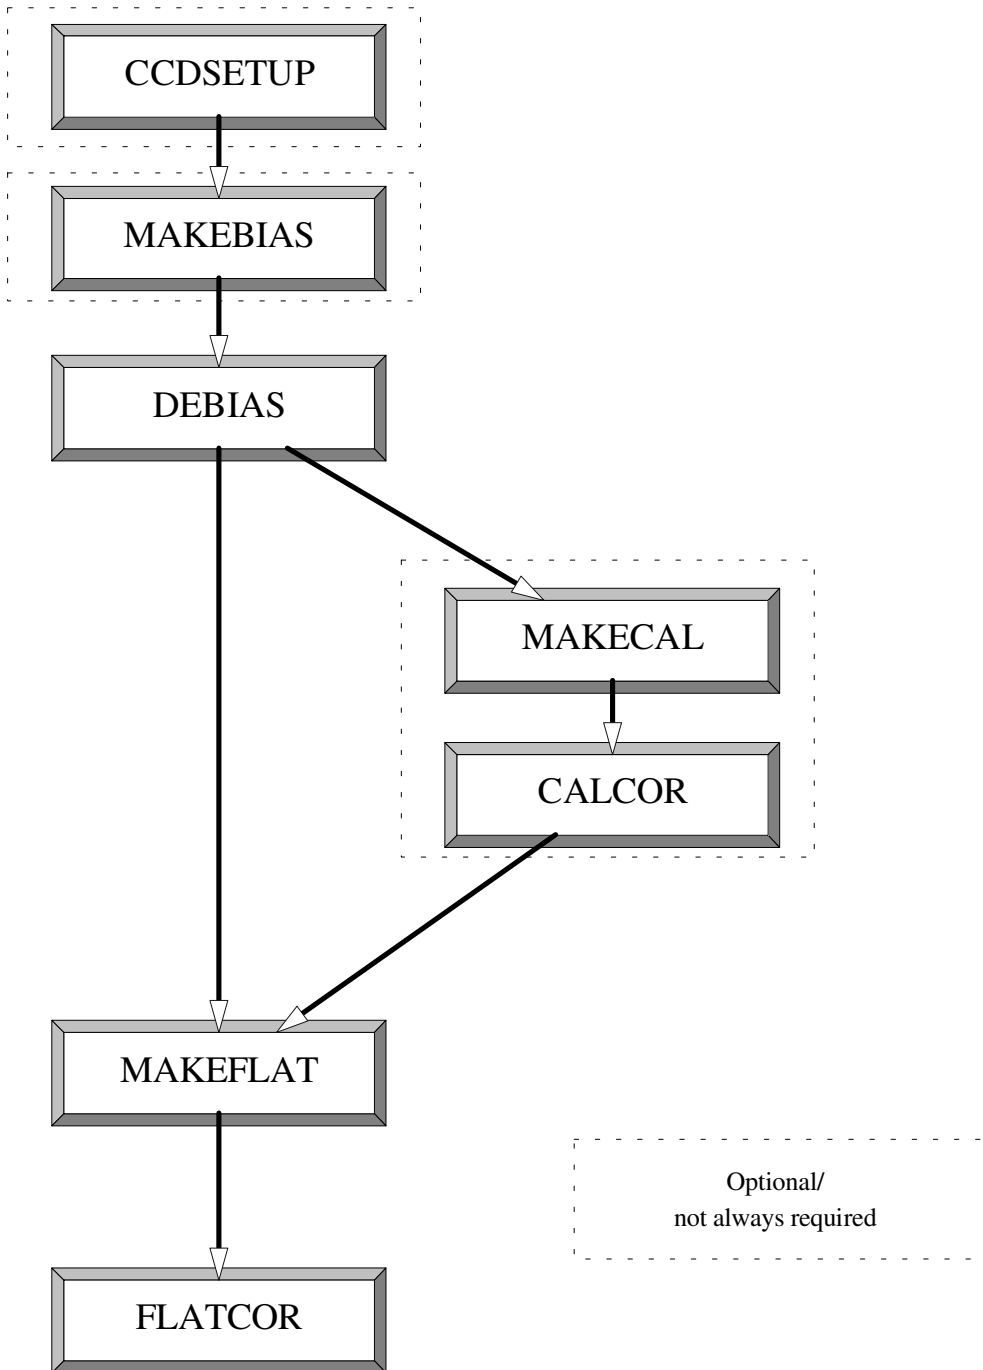 CCDSETUP
MAKEBIAS
DEBIAS
MAKECAL
CALCOR
MAKEFLAT
Optional/
not always required
FLATCOR